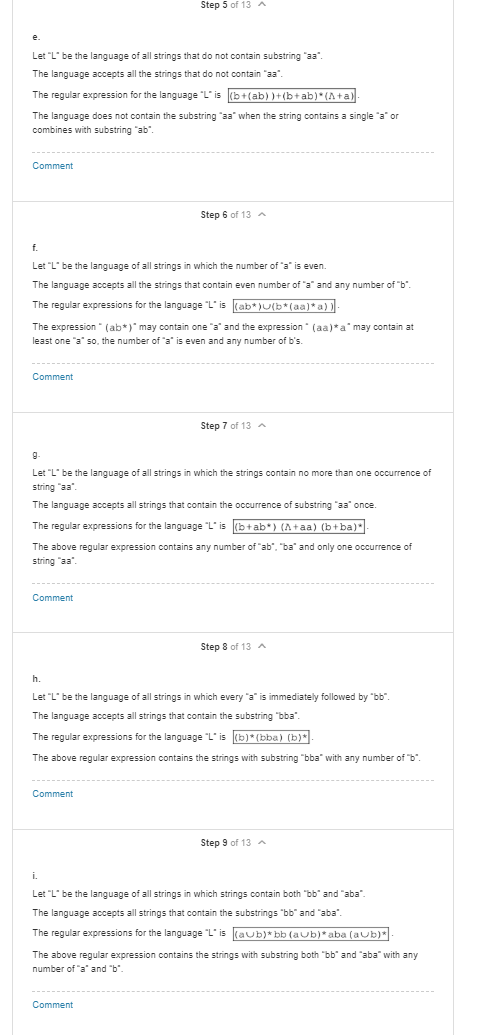 Step 5 of 13
e.
Let "L" be the language of all strings that do not contain substring "aa".
The language accepts all the strings that do not contain "aa".
The regular expression for the language "L" is (b+(ab))+(b+ab)*(Λ+a).
The language does not contain the substring "aa" when the string contains a single "a" or
combines with substring "ab".
Comment
Step 6 of 13
f.
Let "L" be the language of all strings in which the number of "a" is even.
The language accepts all the strings that contain even number of "a" and any number of "b".
The regular expressions for the language "L" is (ab*)∪(b*(aa)*a)).
The expression " (ab*)" may contain one "a" and the expression " (aa)*a" may contain at
least one "a" so, the number of "a" is even and any number of b's.
Comment
Step 7 of 13
g.
Let "L" be the language of all strings in which the strings contain no more than one occurrence of
string "aa".
The language accepts all strings that contain the occurrence of substring "aa" once.
The regular expressions for the language "L" is (b+ab*) (Λ+aa) (b+ba)*.
The above regular expression contains any number of "ab", "ba" and only one occurrence of
string "aa".
Comment
Step 8 of 13
h.
Let "L" be the language of all strings in which every "a" is immediately followed by "bb".
The language accepts all strings that contain the substring "bba".
The regular expressions for the language "L" is (b)*(bba) (b)*.
The above regular expression contains the strings with substring "bba" with any number of "b".
Comment
Step 9 of 13
i.
Let "L" be the language of all strings in which strings contain both "bb" and "aba".
The language accepts all strings that contain the substrings "bb" and "aba".
The regular expressions for the language "L" is (a∪b)*bb(a∪b)*aba(a∪b)*.
The above regular expression contains the strings with substring both "bb" and "aba" with any
number of "a" and "b".
Comment